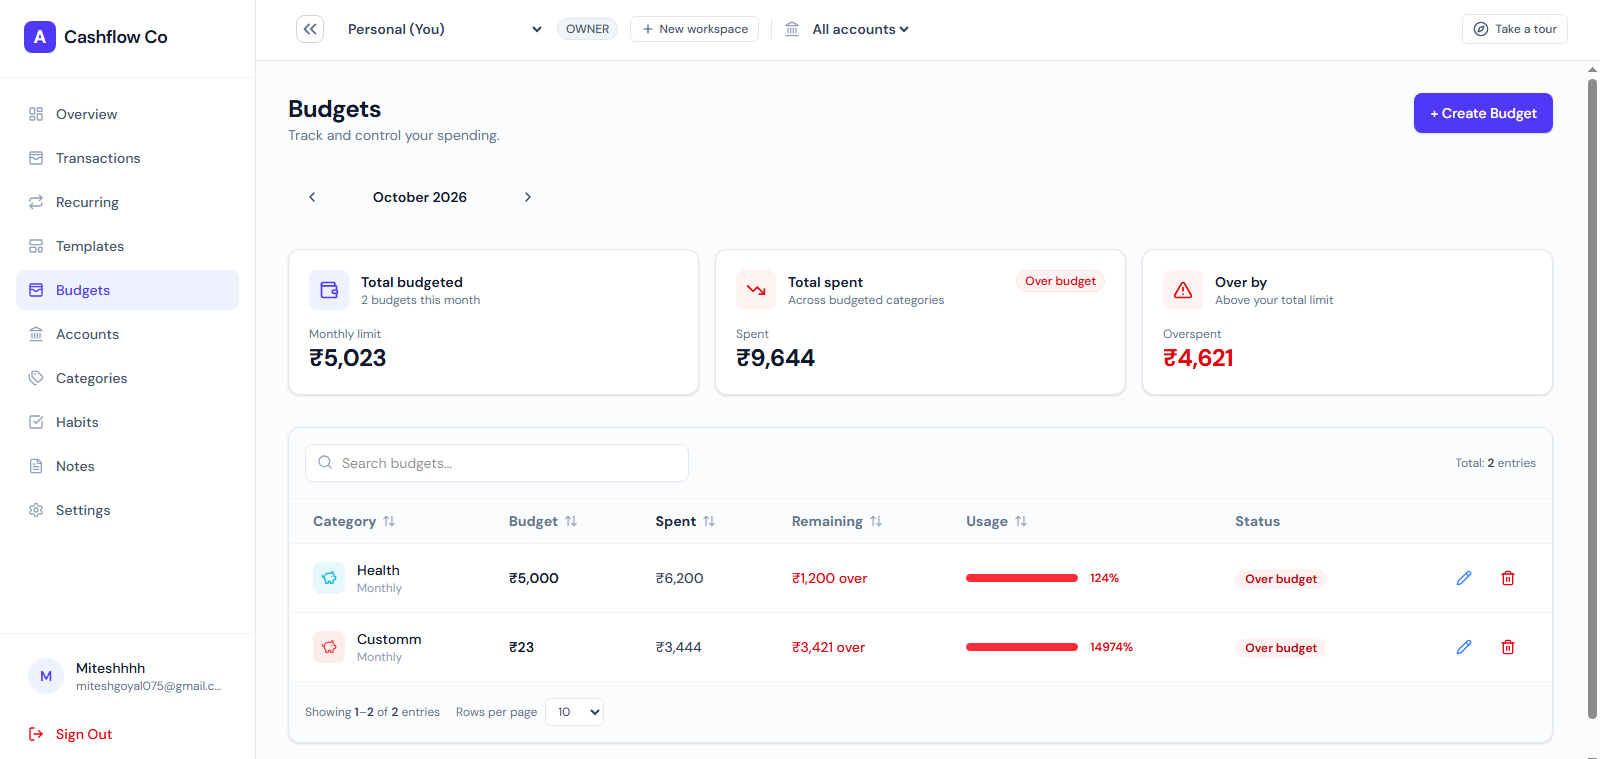 A Cashflow Co
Personal (You)
OWNER
+ New workspace
All accounts
Take a tour
Overview
Transactions
Recurring
Templates
Budgets
Accounts
Categories
Habits
Notes
Settings
M
Miteshhhh
miteshgoyal075@gmail.c...
Sign Out
Budgets
Track and control your spending.
+ Create Budget
October 2026
Total budgeted
2 budgets this month
Monthly limit
₹5,023
Total spent
Across budgeted categories
Over budget
Spent
₹9,644
Over by
Above your total limit
Overspent
₹4,621
Search budgets...
Total: 2 entries
Category Budget Spent Remaining Usage Status
Health
Monthly
₹5,000 ₹6,200 ₹1,200 over 124% Over budget
Customm
Monthly
₹23 ₹3,444 ₹3,421 over 14974% Over budget
Showing 1–2 of 2 entries Rows per page 10